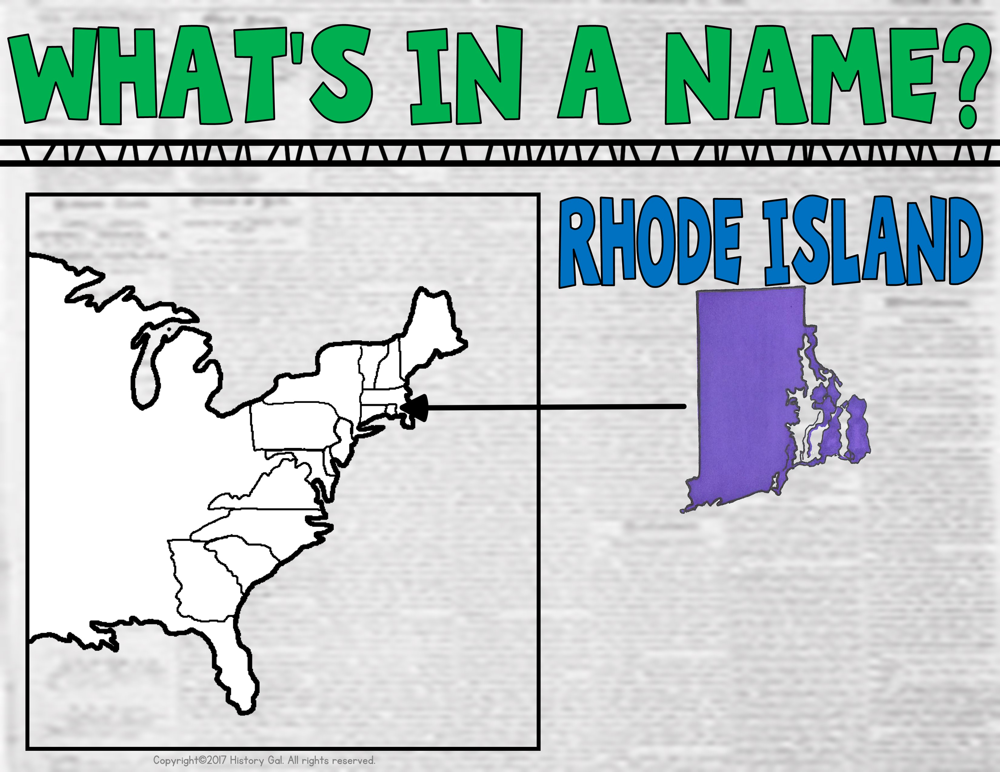 WHAT'S IN A NAME?
RHODE ISLAND
Copyright©2017 History Gal. All rights reserved.